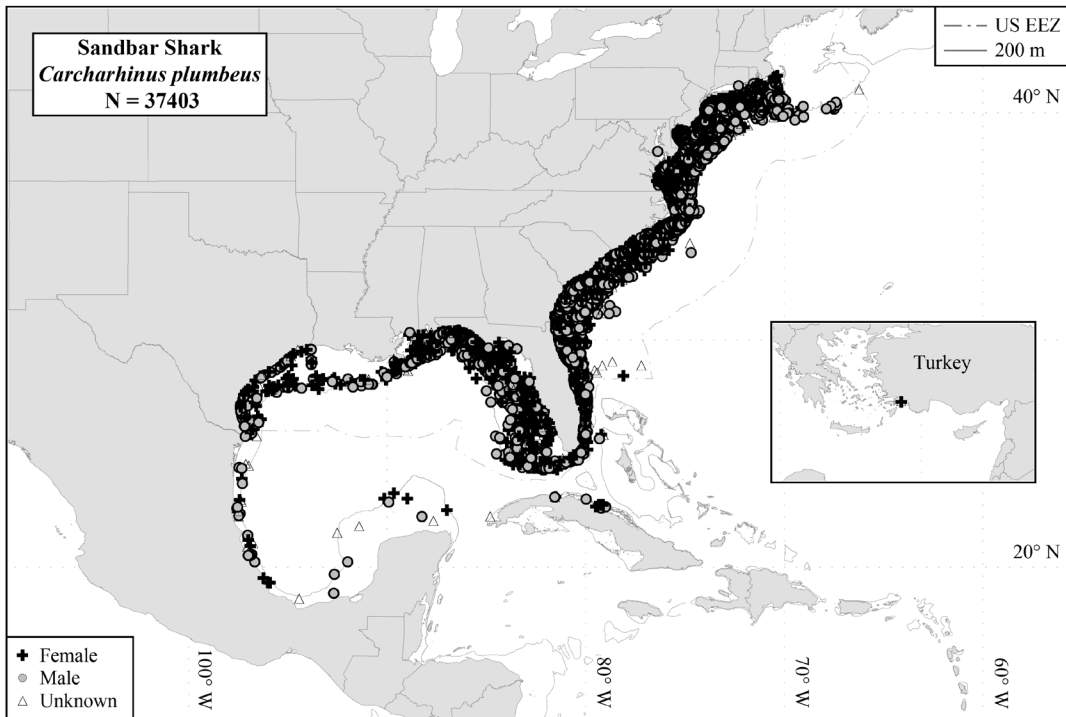 Sandbar Shark
Carcharhinus plumbeus
N = 37403
US EEZ
200 m
40° N
Turkey
20° N
Female
Male
Unknown
100° W
80° W
70° W
60° W